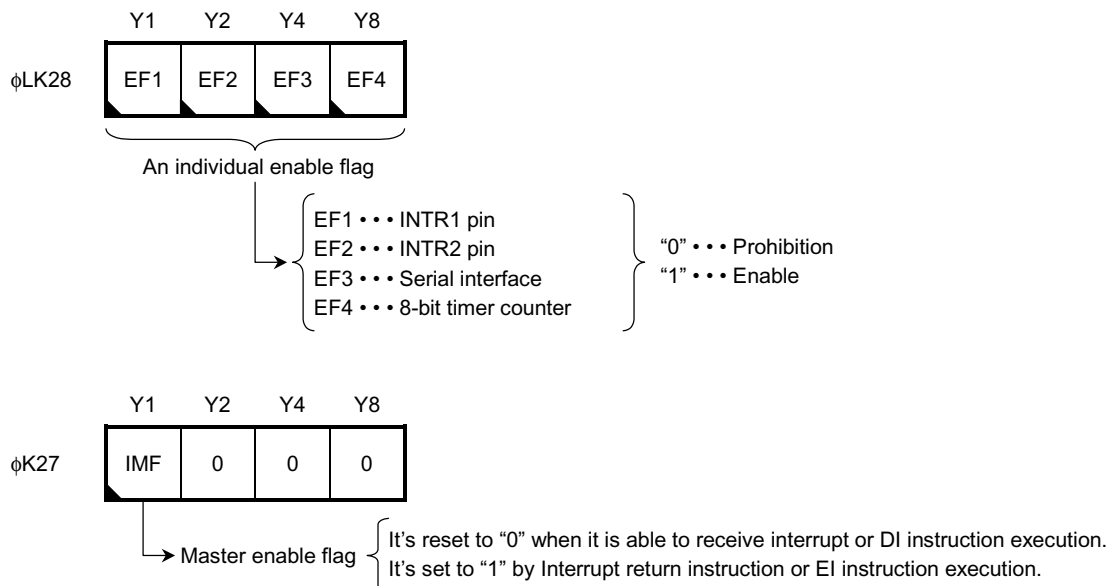 Y1 Y2 Y4 Y8
ϕLK28 EF1 EF2 EF3 EF4
An individual enable flag
EF1 • • • INTR1 pin
EF2 • • • INTR2 pin
EF3 • • • Serial interface
EF4 • • • 8-bit timer counter
“0” • • • Prohibition
“1” • • • Enable
Y1 Y2 Y4 Y8
ϕK27 IMF 0 0 0
Master enable flag
It’s reset to “0” when it is able to receive interrupt or DI instruction execution.
It’s set to “1” by Interrupt return instruction or EI instruction execution.